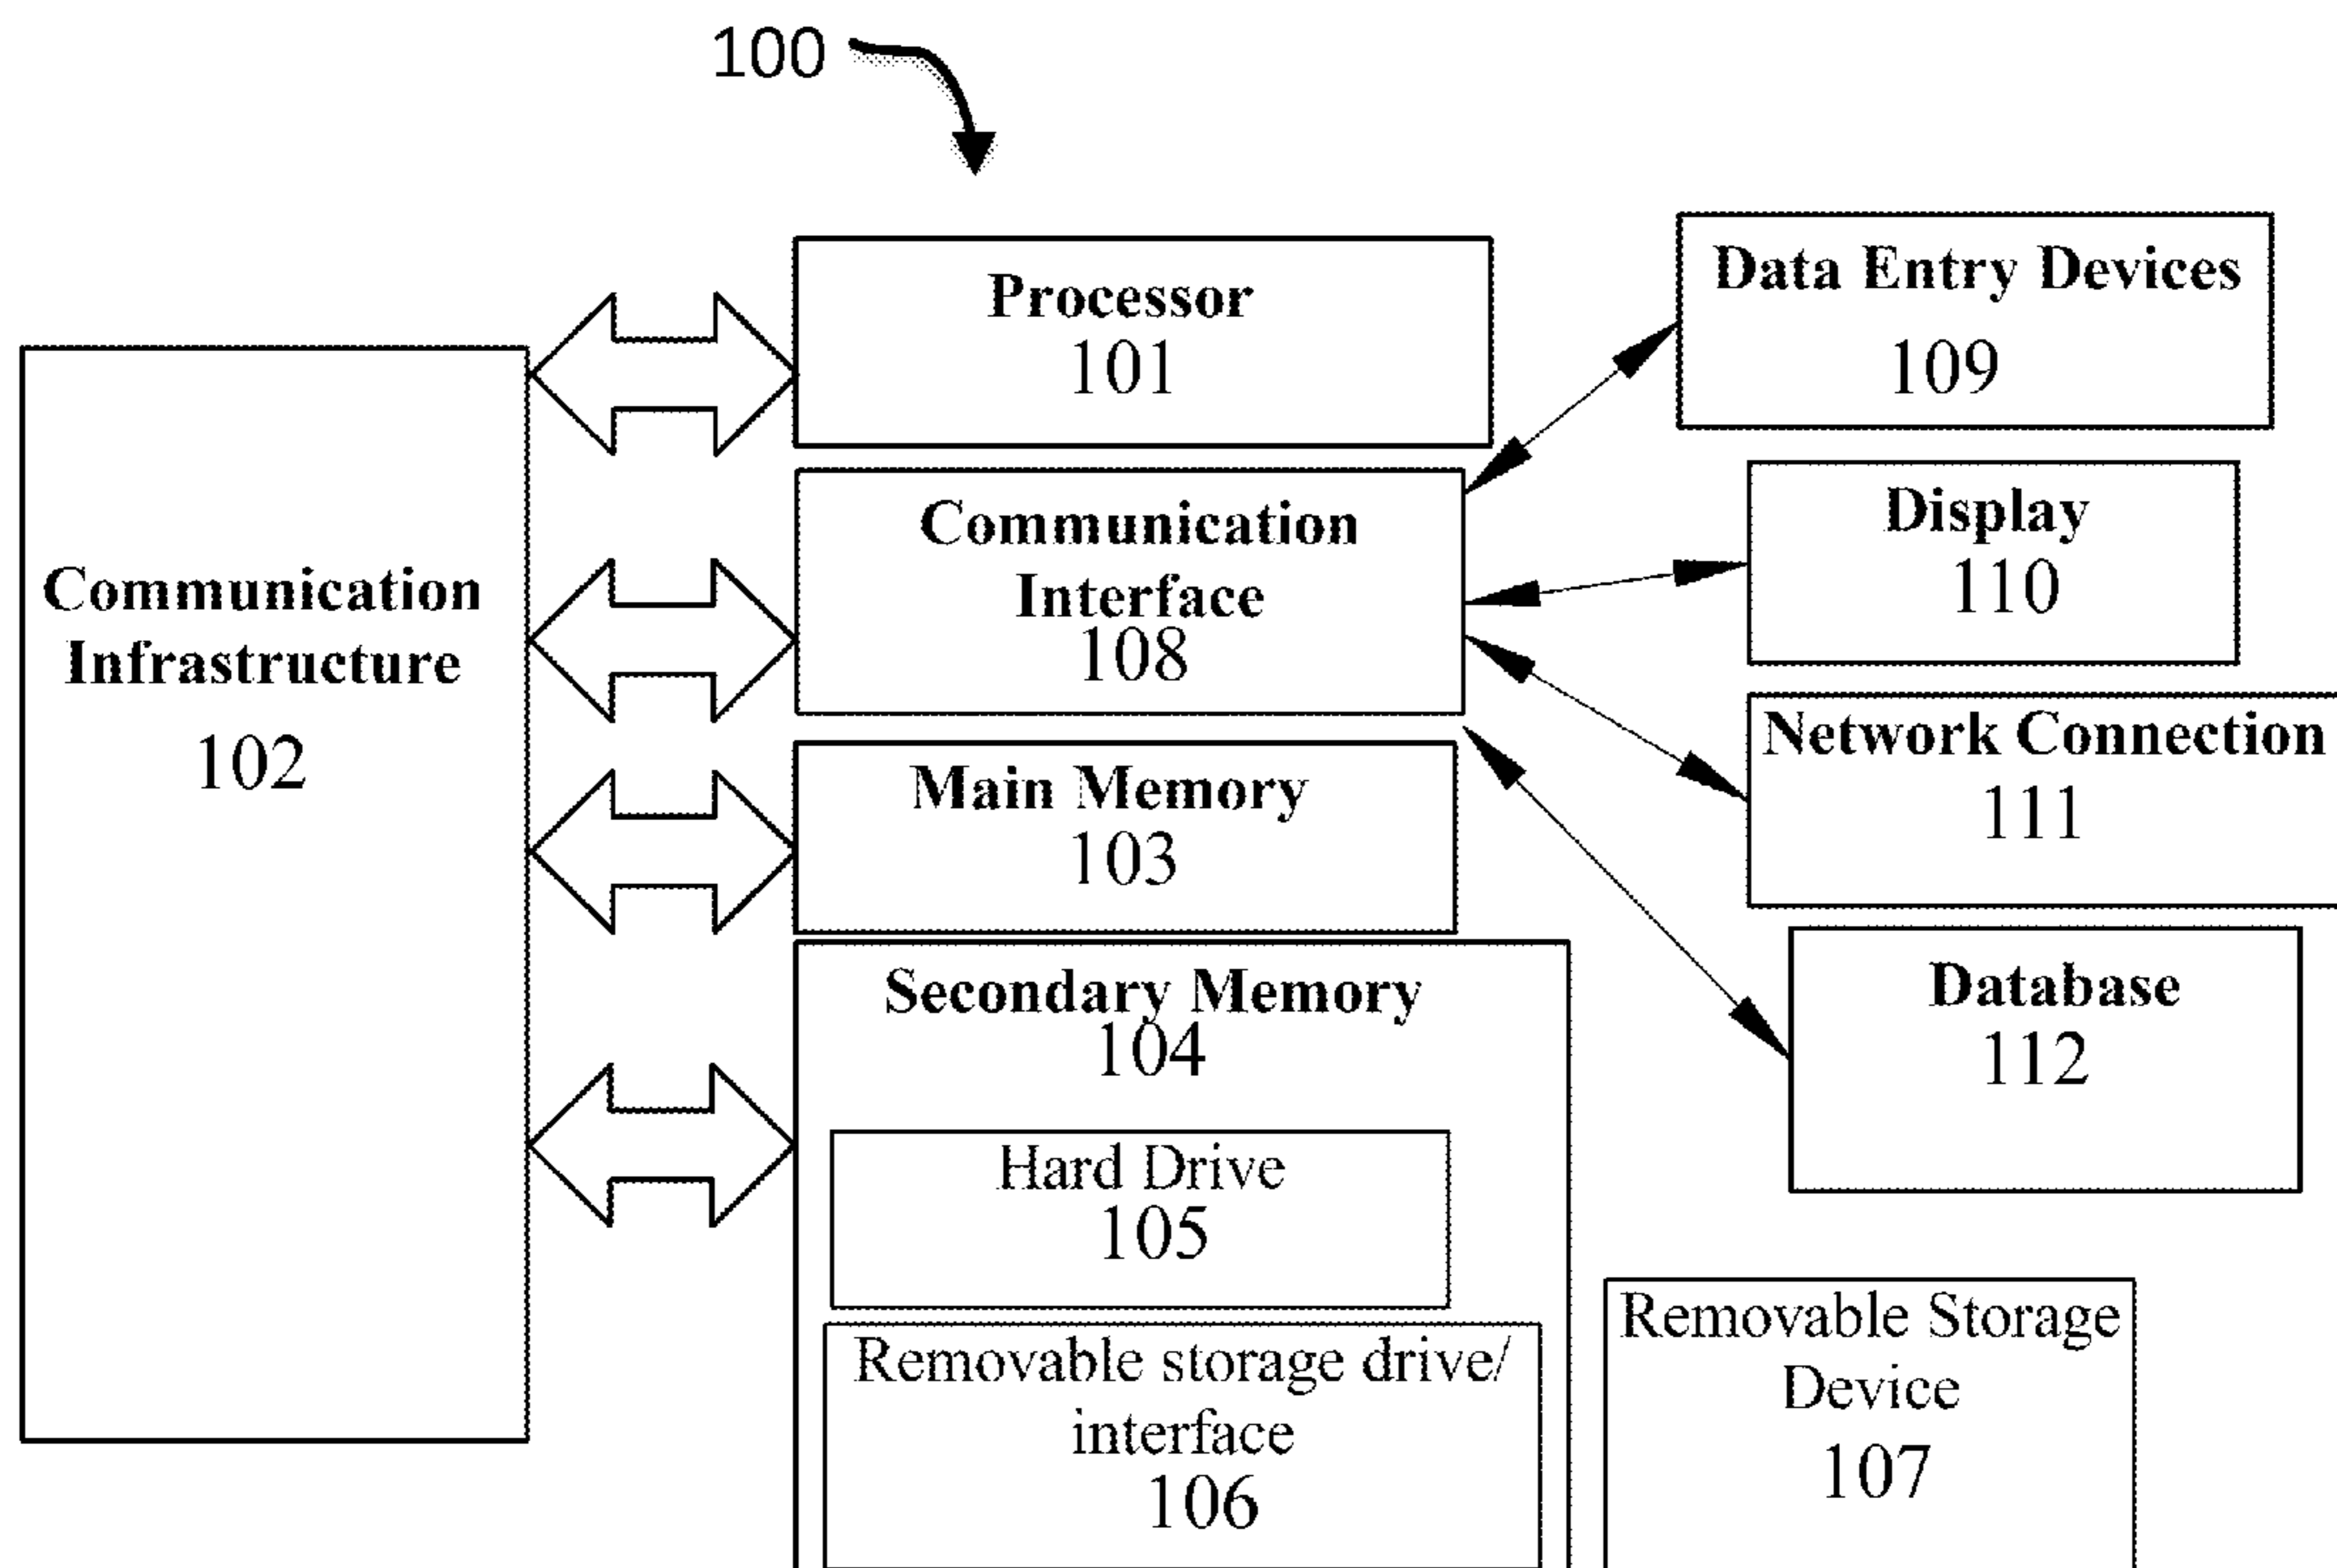 100
Processor
101
Data Entry Devices
109
Communication
Infrastructure
102
Communication
Interface
108
Display
110
Main Memory
103
Network Connection
111
Secondary Memory
104
Database
112
Hard Drive
105
Removable storage drive/
interface
106
Removable Storage
Device
107